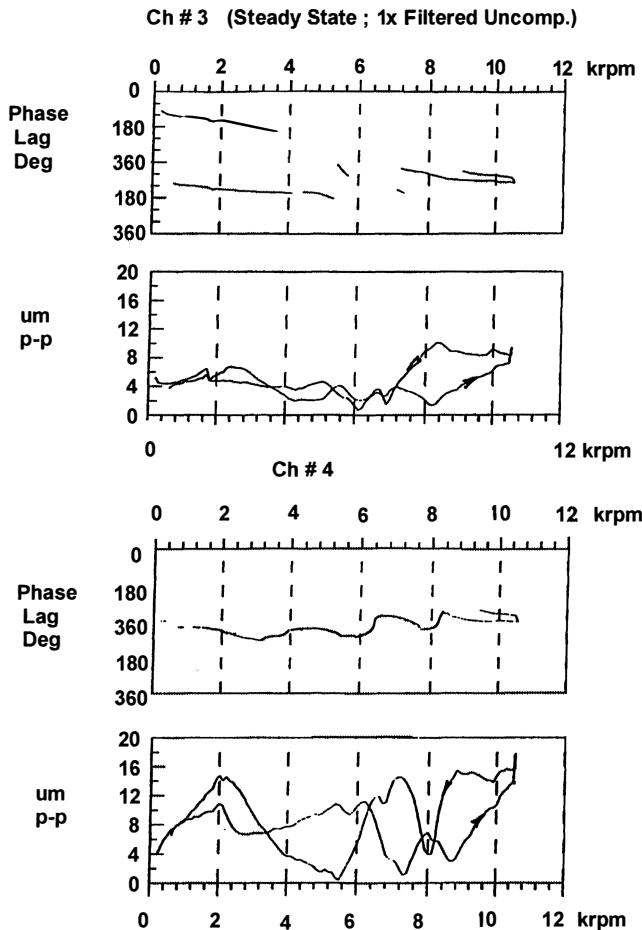 Ch # 3 (Steady State ; 1x Filtered Uncomp.)
0 2 4 6 8 10 12 krpm
Phase
Lag
Deg
0
180
360
180
360
um
p-p
20
16
12
8
4
0
0 12 krpm
Ch # 4
0 2 4 6 8 10 12 krpm
Phase
Lag
Deg
0
180
360
180
360
um
p-p
20
16
12
8
4
0
0 2 4 6 8 10 12 krpm